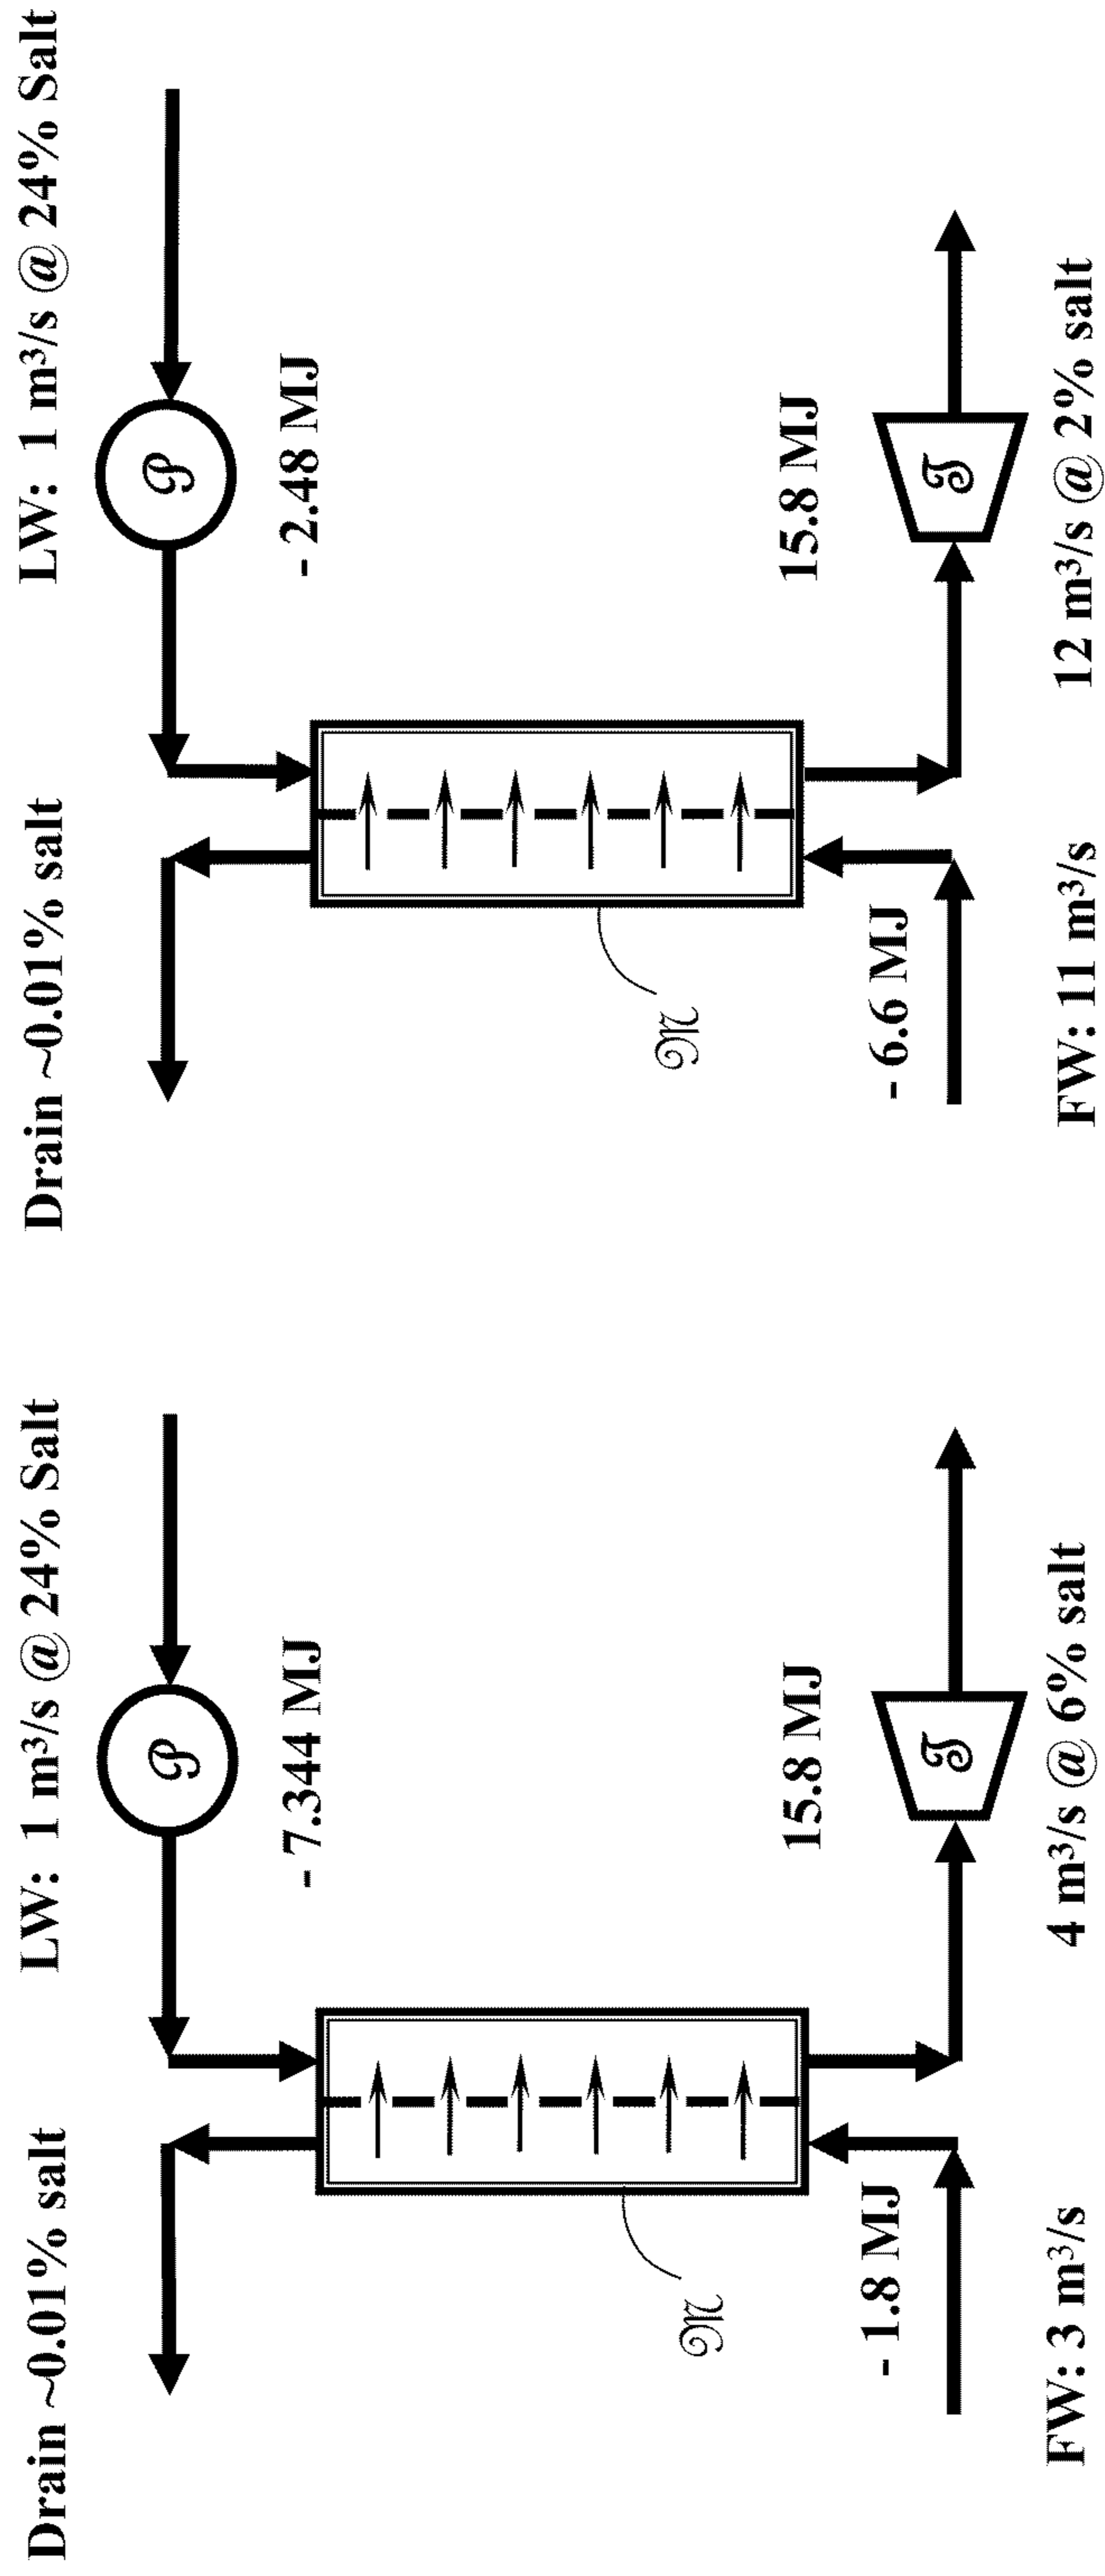 Drain ~0.01% salt
LW: 1 m³/s @ 24% Salt
P
- 7.344 MJ
M
- 1.8 MJ
15.8 MJ
T
FW: 3 m³/s
4 m³/s @ 6% salt
Drain ~0.01% salt
LW: 1 m³/s @ 24% Salt
P
- 2.48 MJ
M
- 6.6 MJ
15.8 MJ
T
FW: 11 m³/s
12 m³/s @ 2% salt